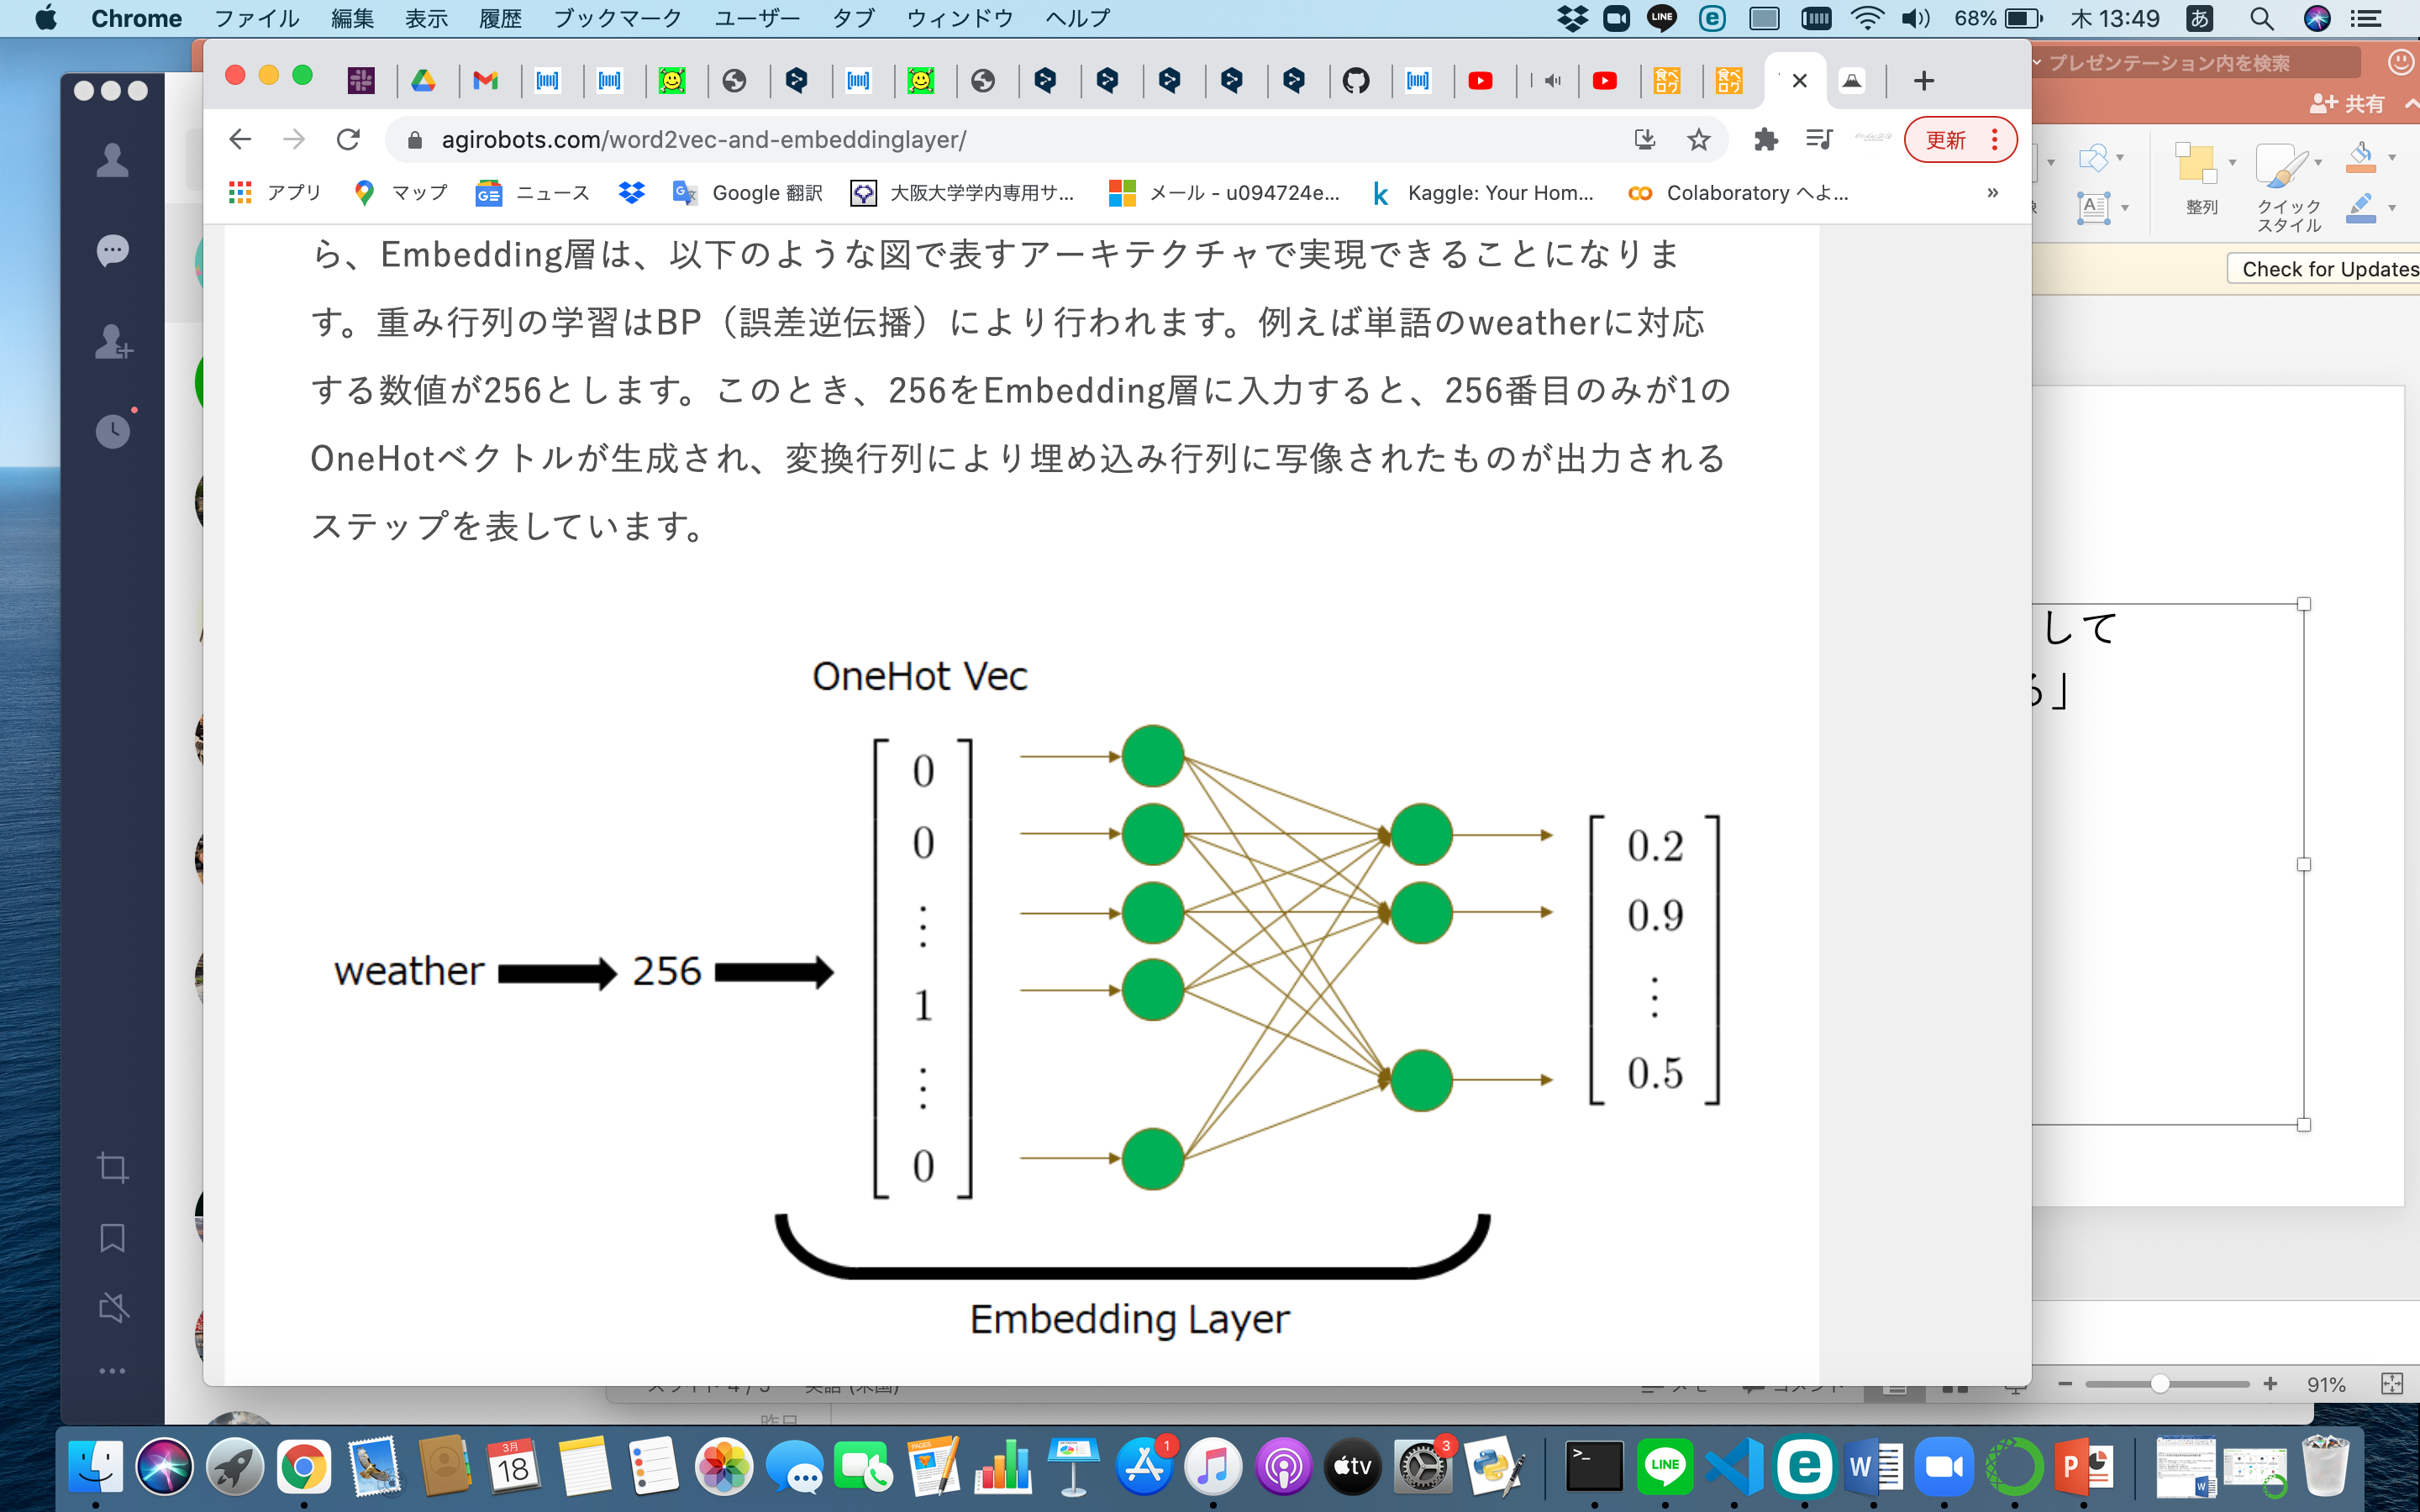 Chrome ファイル 編集 表示 履歴 ブックマーク ユーザー タブ ウィンドウ ヘルプ
LINE 68% 木 13:49 あ
プレゼンテーション内を検索
共有
agirobots.com/word2vec-and-embeddinglayer/
更新
アプリ マップ ニュース Google 翻訳 大阪大学学内専用サ... メール - u094724e... Kaggle: Your Hom... Colaboratory へよ... »
整列 クイック
スタイル
Check for Updates
ら、Embedding層は、以下のような図で表すアーキテクチャで実現できることになりま
す。重み行列の学習はBP（誤差逆伝播）により行われます。例えば単語のweatherに対応
する数値が256とします。このとき、256をEmbedding層に入力すると、256番目のみが1の
OneHotベクトルが生成され、変換行列により埋め込み行列に写像されたものが出力される
ステップを表しています。
して
る」
OneHot Vec
0
0
⋮
1
⋮
0
weather 256
0.2
0.9
⋮
0.5
Embedding Layer
91%
昨日
3月
18
PAGES
1
tv
3
LINE